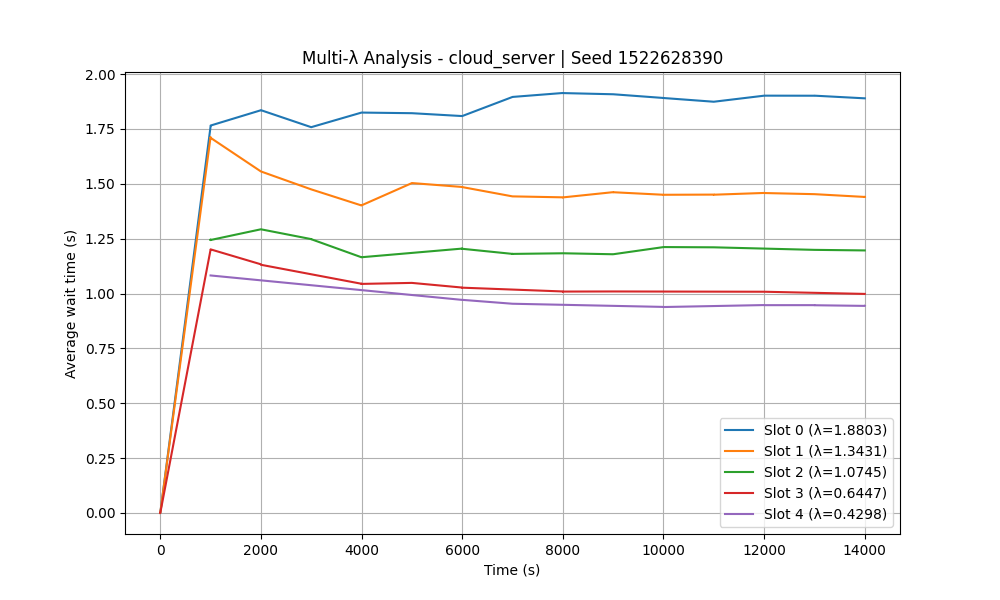 Multi-λ Analysis - cloud_server | Seed 1522628390
Average wait time (s)
2.00
1.75
1.50
1.25
1.00
0.75
0.50
0.25
0.00
Slot 0 (λ=1.8803)
Slot 1 (λ=1.3431)
Slot 2 (λ=1.0745)
Slot 3 (λ=0.6447)
Slot 4 (λ=0.4298)
0 2000 4000 6000 8000 10000 12000 14000
Time (s)